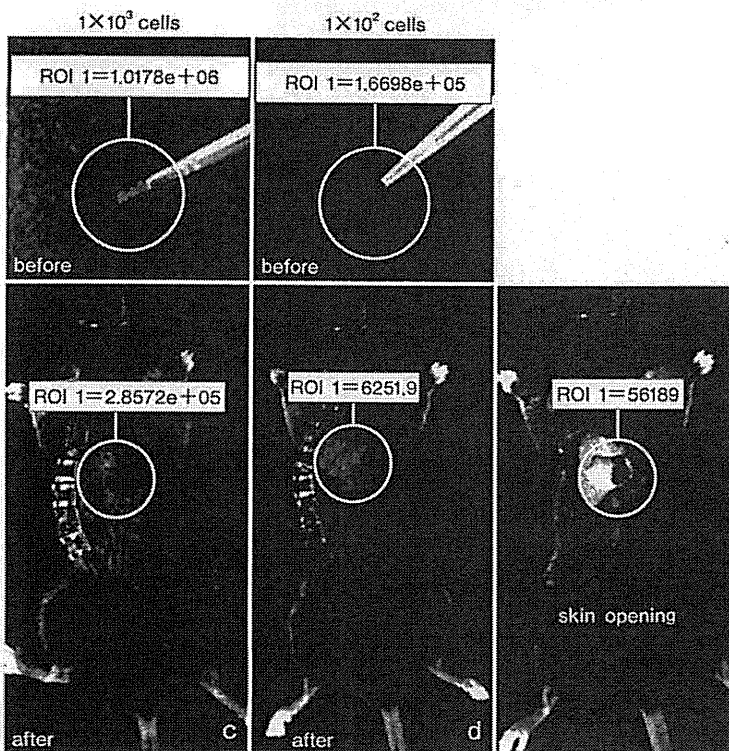 1×10³ cells
1×10² cells
ROI 1=1.0178e+06
ROI 1=1.6698e+05
before
before
ROI 1=2.8572e+05
ROI 1=6251.9
ROI 1=56189
skin opening
after
c
after
d